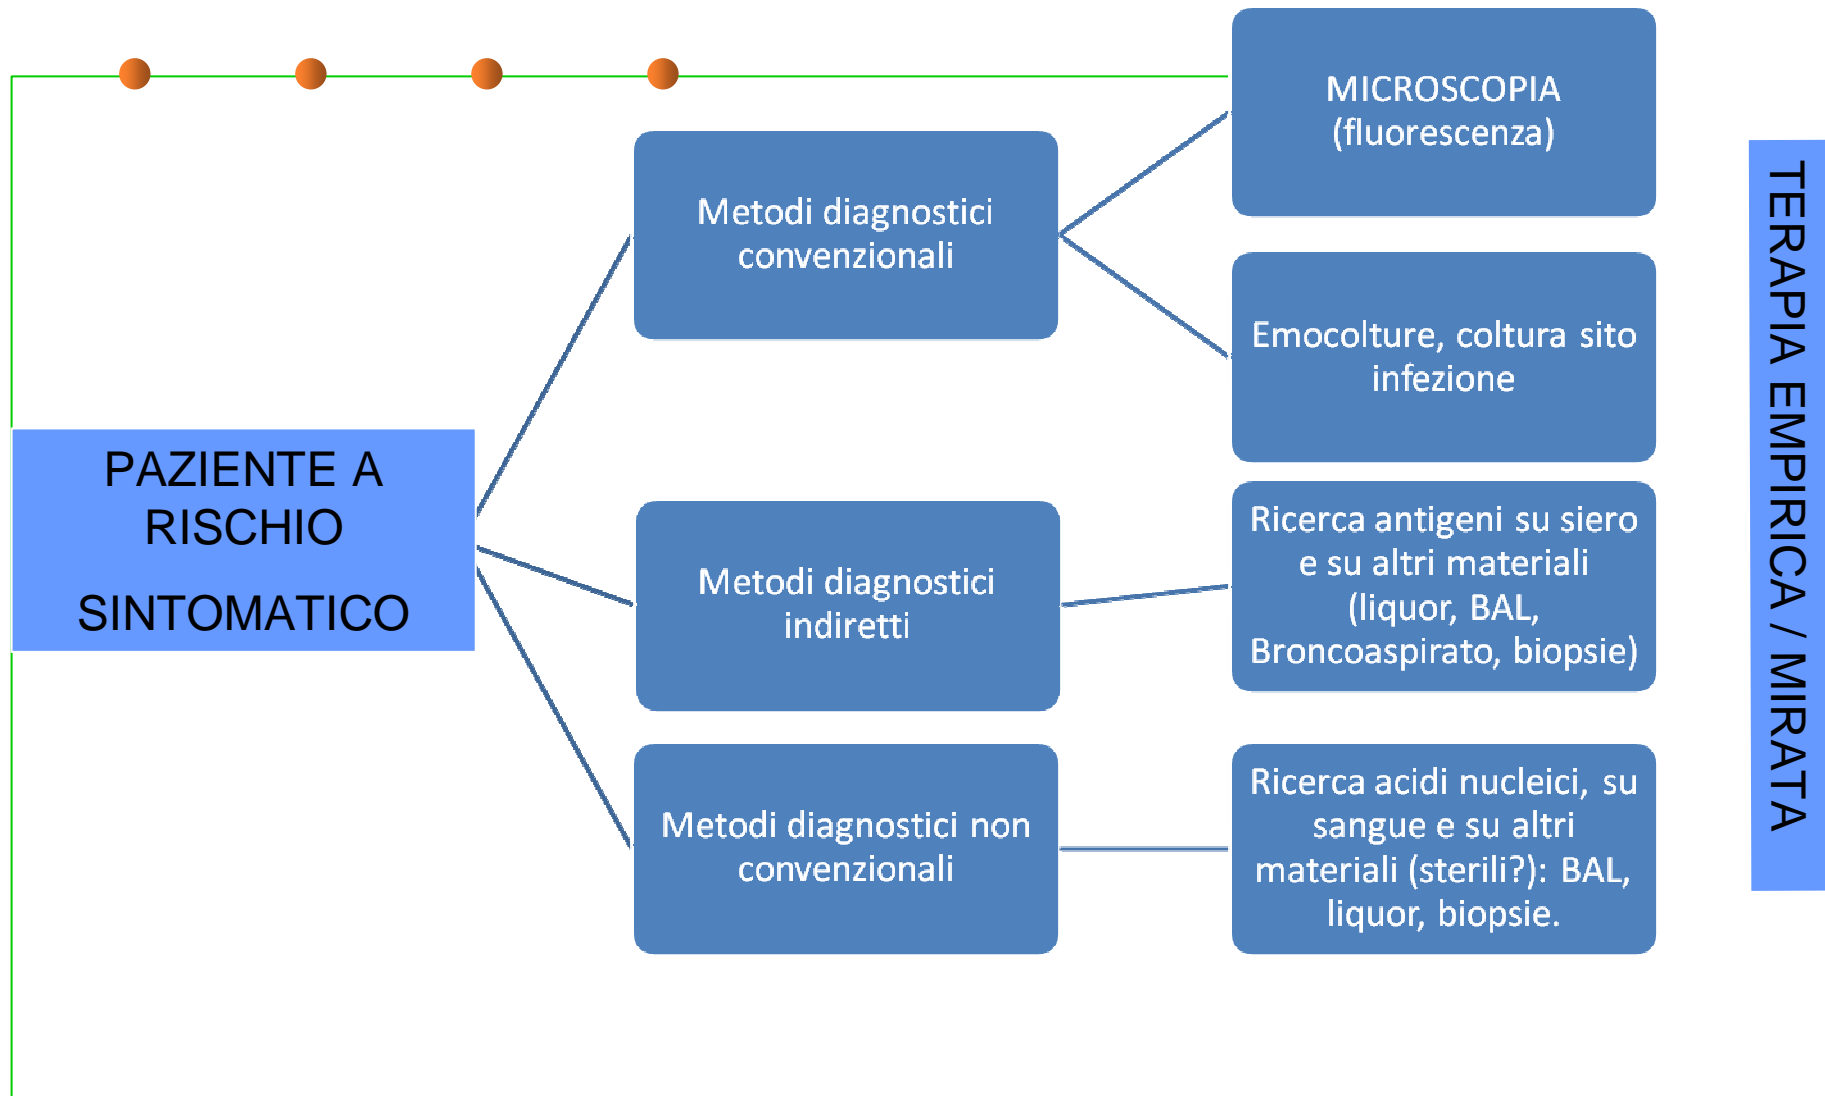 PAZIENTE A
RISCHIO
SINTOMATICO
Metodi diagnostici
convenzionali
MICROSCOPIA
(fluorescenza)
Emocolture, coltura sito
infezione
Metodi diagnostici
indiretti
Ricerca antigeni su siero
e su altri materiali
(liquor, BAL,
Broncoaspirato, biopsie)
Metodi diagnostici non
convenzionali
Ricerca acidi nucleici, su
sangue e su altri
materiali (sterili?): BAL,
liquor, biopsie.
TERAPIA EMPIRICA / MIRATA